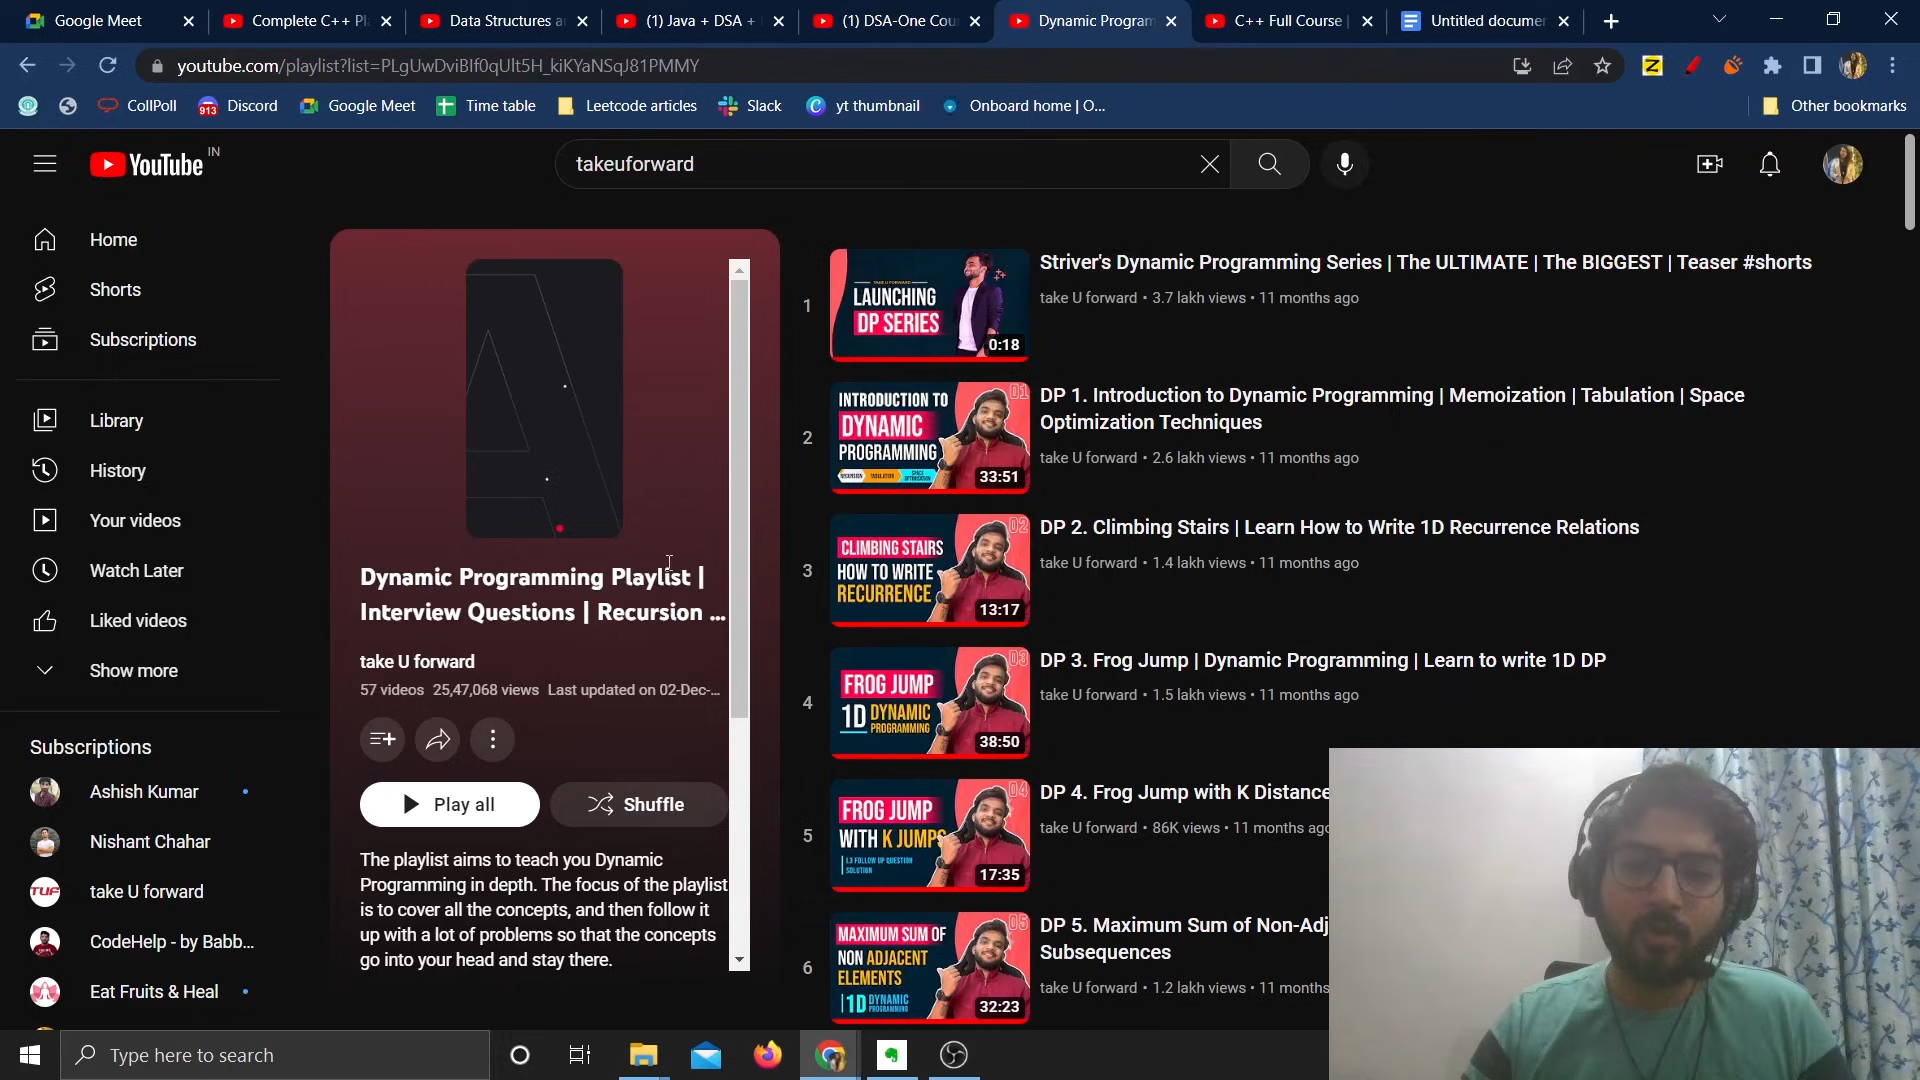 Google Meet
Complete C++ Pl
Data Structures a
(1) Java + DSA +
(1) DSA-One Cou
Dynamic Program
C++ Full Course |
Untitled documen
youtube.com/playlist?list=PLgUwDviBIf0qUlt5H_kiKYaNSqJ81PMMY
CollPoll
913
Discord
Google Meet
Time table
Leetcode articles
Slack
yt thumbnail
Onboard home | O...
Other bookmarks
YouTube IN
takeuforward
Home
Shorts
Subscriptions
Library
History
Your videos
Watch Later
Liked videos
Show more
Subscriptions
Ashish Kumar
Nishant Chahar
TUF
take U forward
CodeHelp - by Babb...
Eat Fruits & Heal
Dynamic Programming Playlist |
Interview Questions | Recursion ...
take U forward
57 videos 25,47,068 views Last updated on 02-Dec-...
Play all
Shuffle
The playlist aims to teach you Dynamic
Programming in depth. The focus of the playlist
is to cover all the concepts, and then follow it
up with a lot of problems so that the concepts
go into your head and stay there.
1
LAUNCHING
DP SERIES
0:18
Striver's Dynamic Programming Series | The ULTIMATE | The BIGGEST | Teaser #shorts
take U forward • 3.7 lakh views • 11 months ago
2
INTRODUCTION TO
DYNAMIC
PROGRAMMING
01
33:51
DP 1. Introduction to Dynamic Programming | Memoization | Tabulation | Space
Optimization Techniques
take U forward • 2.6 lakh views • 11 months ago
3
CLIMBING STAIRS
HOW TO WRITE
RECURRENCE
02
13:17
DP 2. Climbing Stairs | Learn How to Write 1D Recurrence Relations
take U forward • 1.4 lakh views • 11 months ago
4
FROG JUMP
1D DYNAMIC
PROGRAMMING
03
38:50
DP 3. Frog Jump | Dynamic Programming | Learn to write 1D DP
take U forward • 1.5 lakh views • 11 months ago
5
FROG JUMP
WITH K JUMPS
L3 FOLLOW UP QUESTION
SOLUTION
04
17:35
DP 4. Frog Jump with K Distance
take U forward • 86K views • 11 months ago
6
MAXIMUM SUM OF
NON ADJACENT
ELEMENTS
1D DYNAMIC
PROGRAMMING
05
32:23
DP 5. Maximum Sum of Non-Adj
Subsequences
take U forward • 1.2 lakh views • 11 months
Type here to search